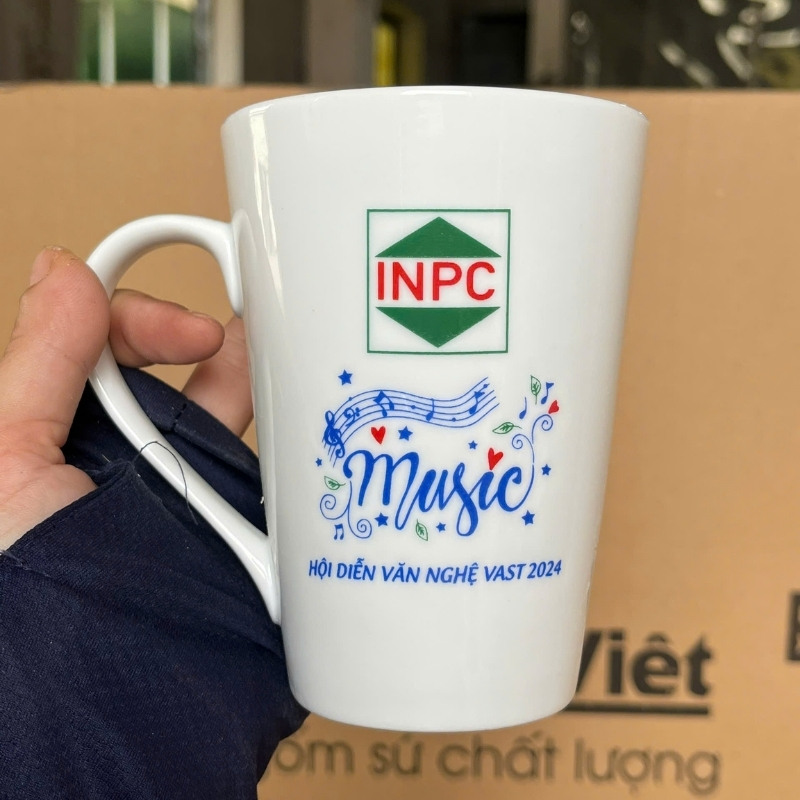 INPC
Music
HỘI DIỄN VĂN NGHỆ VAST 2024
Việt
gốm sứ chất lượng